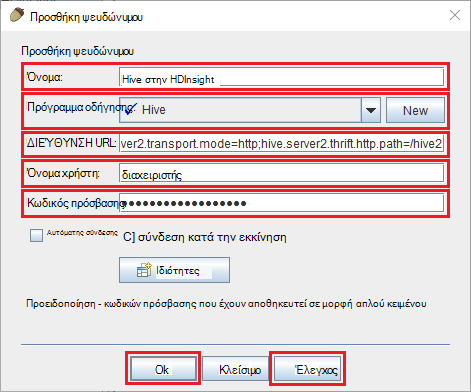 Προσθήκη ψευδώνυμου
Προσθήκη ψευδώνυμου
Όνομα: Hive στην HDInsight
Πρόγραμμα οδήγησης: Hive New
ΔΙΕΎΘΥΝΣΗ URL: ver2.transport.mode=http;hive.server2.thrift.http.path=/hive2
Όνομα χρήστη: διαχειριστής
Κωδικός πρόσβασης ●●●●●●●●●●●●●●●●●
Αυτόματης σύνδεσης C] σύνδεση κατά την εκκίνηση
Ιδιότητες
Προειδοποίηση - κωδικών πρόσβασης που έχουν αποθηκευτεί σε μορφή απλού κειμένου
Ok Κλείσιμο Έλεγχος